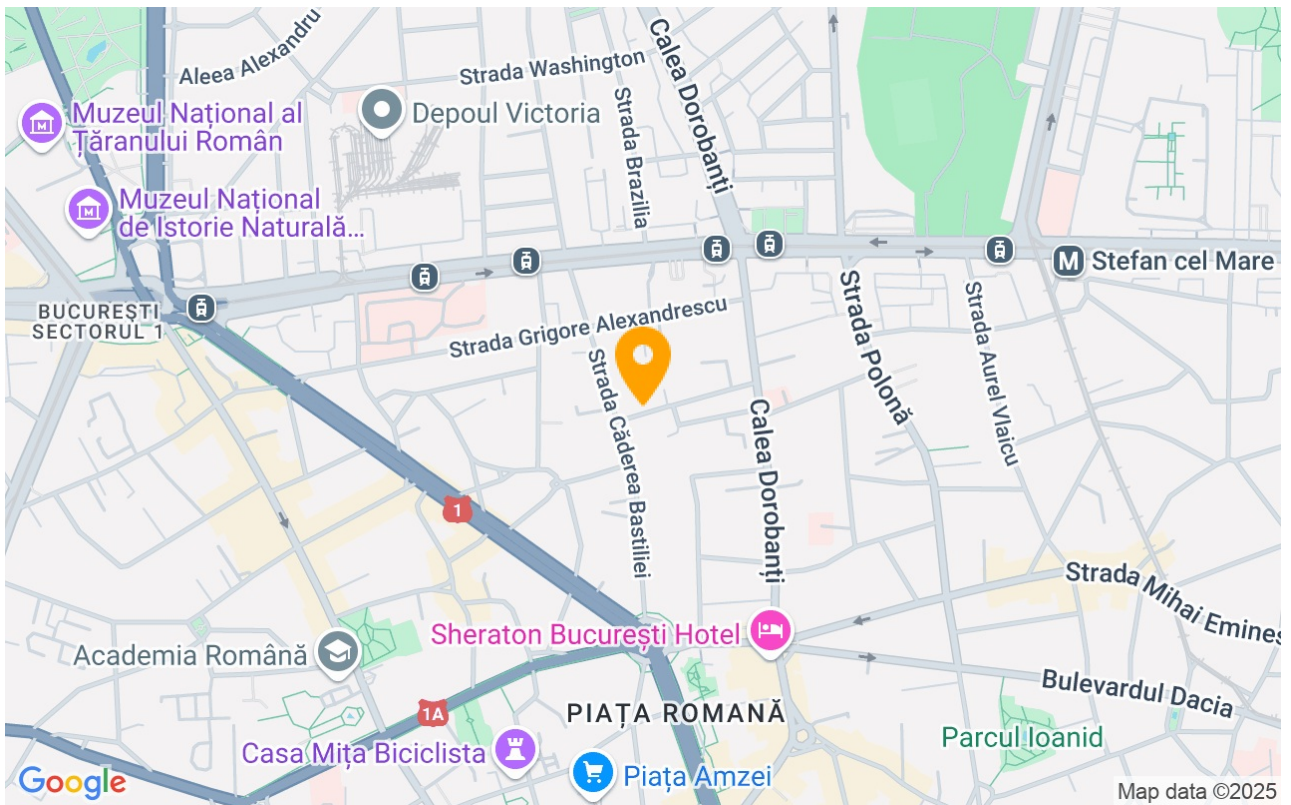 Aleea Alexandru
Strada Washington
Calea Dorobanți
Muzeul Național al
Țăranului Român
Depoul Victoria
Strada Brazilia
Muzeul Național
de Istorie Naturală...
M
Stefan cel Mare
BUCUREȘTI
SECTORUL 1
Strada Grigore Alexandrescu
Strada Polonă
Strada Aurel Vlaicu
Strada Căderea Bastiliei
Calea Dorobanți
1
Strada Mihai Emines
Sheraton București Hotel
Academia Română
Bulevardul Dacia
1A
PIAȚA ROMANĂ
Parcul Ioanid
Casa Mița Biciclista
Piața Amzei
Google
Map data ©2025